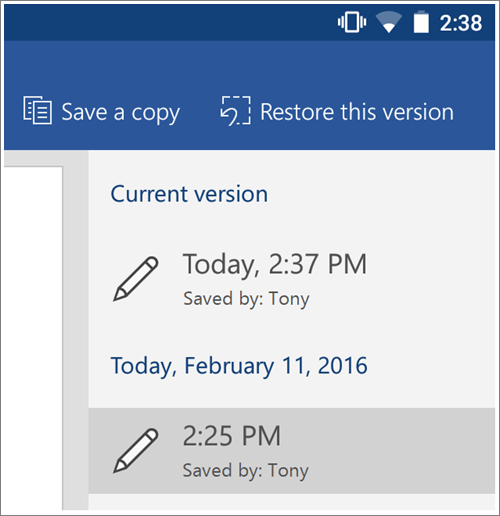 2:38
Save a copy Restore this version
Current version
Today, 2:37 PM
Saved by: Tony
Today, February 11, 2016
2:25 PM
Saved by: Tony